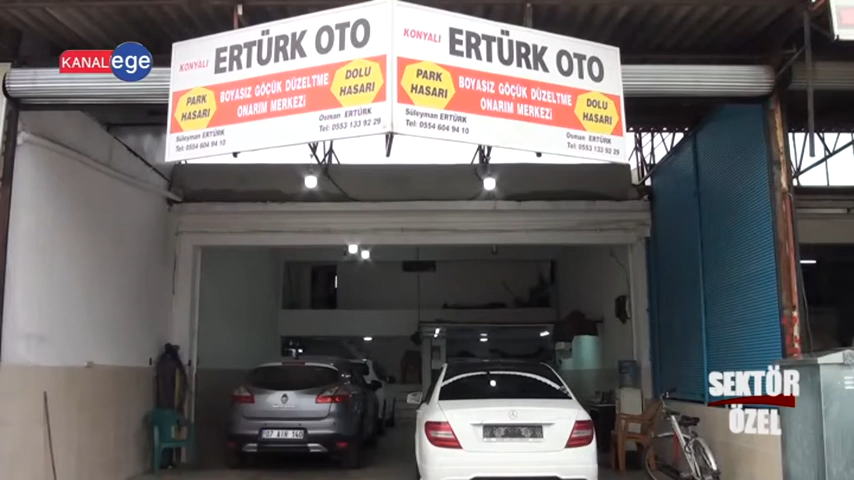 KANAL ege
KONYALI ERTÜRK OTO
PARK HASARI
BOYASIZ GÖÇÜK DÜZELTME
ONARIM MERKEZİ
DOLU HASARI
Süleyman ERTÜRK
Tel: 0554 604 94 10
Osman ERTÜRK
Tel: 0553 133 92 29
KONYALI ERTÜRK OTO
PARK HASARI
BOYASIZ GÖÇÜK DÜZELTME
ONARIM MERKEZİ
DOLU HASARI
Süleyman ERTÜRK
Tel: 0554 604 94 10
Osman ERTÜRK
Tel: 0553 133 92 29
SEKTÖR
ÖZEL